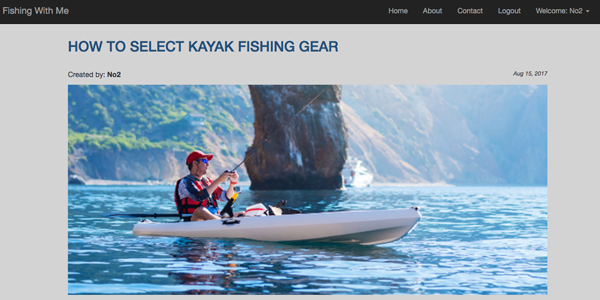 Fishing With Me Home About Contact Logout Welcome: No2
HOW TO SELECT KAYAK FISHING GEAR
Created by: No2 Aug 15, 2017